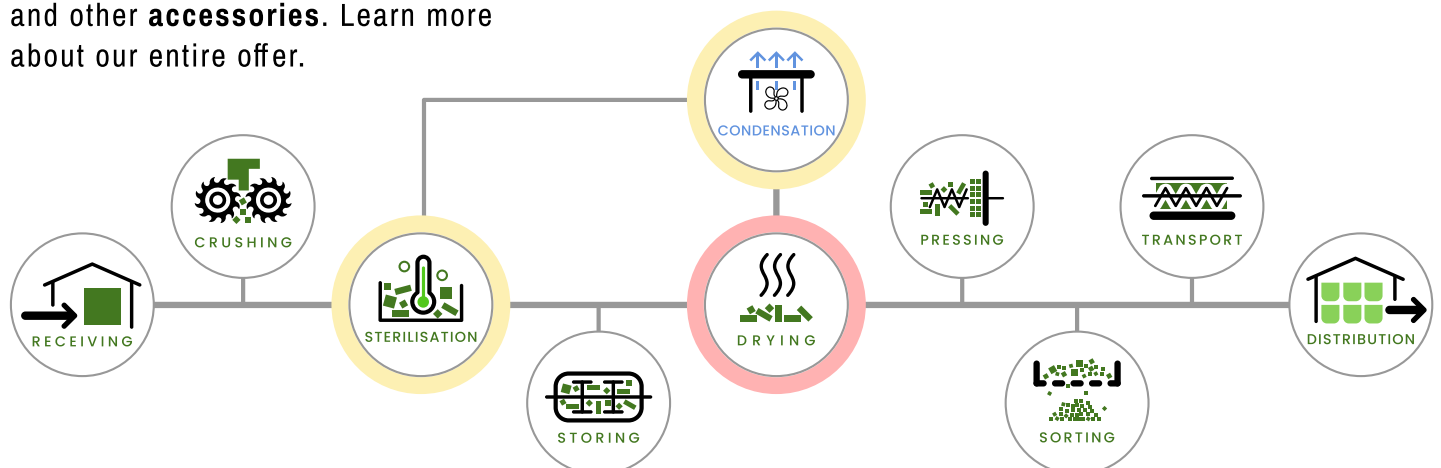 and other accessories. Learn more
about our entire offer.
CONDENSATION
CRUSHING
PRESSING
TRANSPORT
RECEIVING
STERILISATION
DRYING
DISTRIBUTION
STORING
SORTING